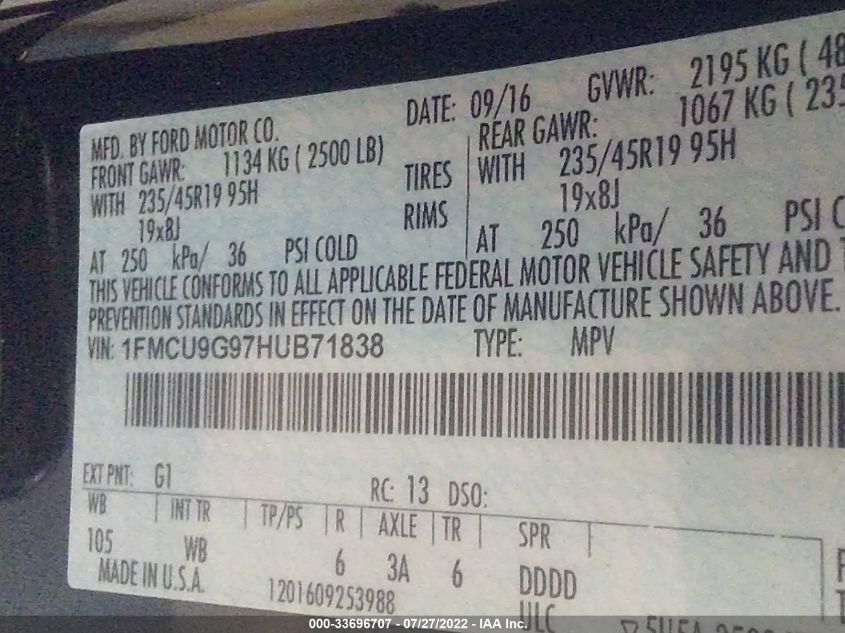 MFD. BY FORD MOTOR CO. DATE: 09/16 GVWR: 2195 KG ( 48
FRONT GAWR: 1134 KG ( 2500 LB) REAR GAWR: 1067 KG ( 235
WITH 235/45R19 95H TIRES WITH 235/45R19 95H
19x8J RIMS 19x8J
AT 250 kPa/ 36 PSI COLD AT 250 kPa/ 36 PSI C
THIS VEHICLE CONFORMS TO ALL APPLICABLE FEDERAL MOTOR VEHICLE SAFETY AND T
PREVENTION STANDARDS IN EFFECT ON THE DATE OF MANUFACTURE SHOWN ABOVE.
VIN: 1FMCU9G97HUB71838 TYPE: MPV
EXT PNT: G1 RC: 13 DSO:
WB INT TR TP/PS R AXLE TR SPR
105 WB 6 3A 6 DDDD
MADE IN U.S.A. 1201609253988 ULC
000-33696707 - 07/27/2022 - IAA Inc.